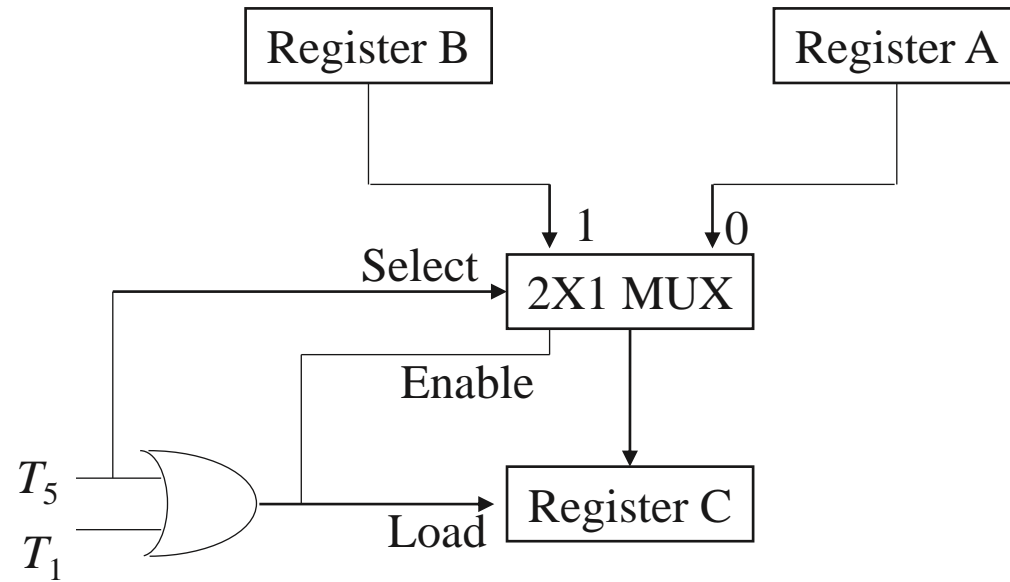 Register B
Register A
1
0
Select
2X1 MUX
Enable
T₅
Register C
Load
T₁